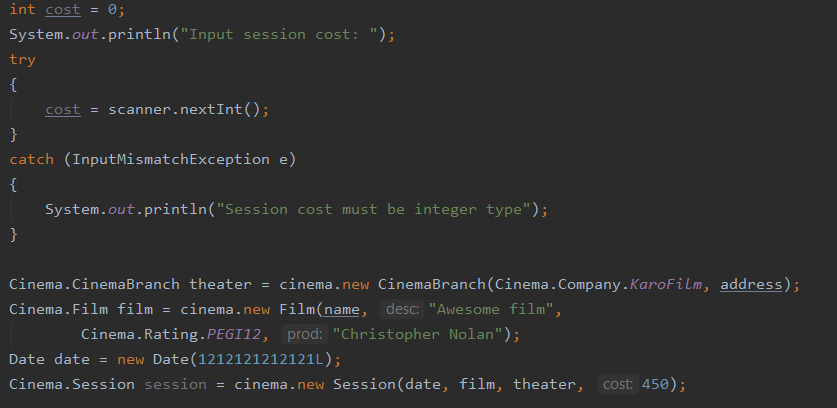 int cost = 0;
System.out.println("Input session cost: ");
try
{
    cost = scanner.nextInt();
}
catch (InputMismatchException e)
{
    System.out.println("Session cost must be integer type");
}
Cinema.CinemaBranch theater = cinema.new CinemaBranch(Cinema.Company.KaroFilm, address);
Cinema.Film film = cinema.new Film(name, desc: "Awesome film",
        Cinema.Rating.PEGI12, prod: "Christopher Nolan");
Date date = new Date(1212121212121L);
Cinema.Session session = cinema.new Session(date, film, theater, cost: 450);